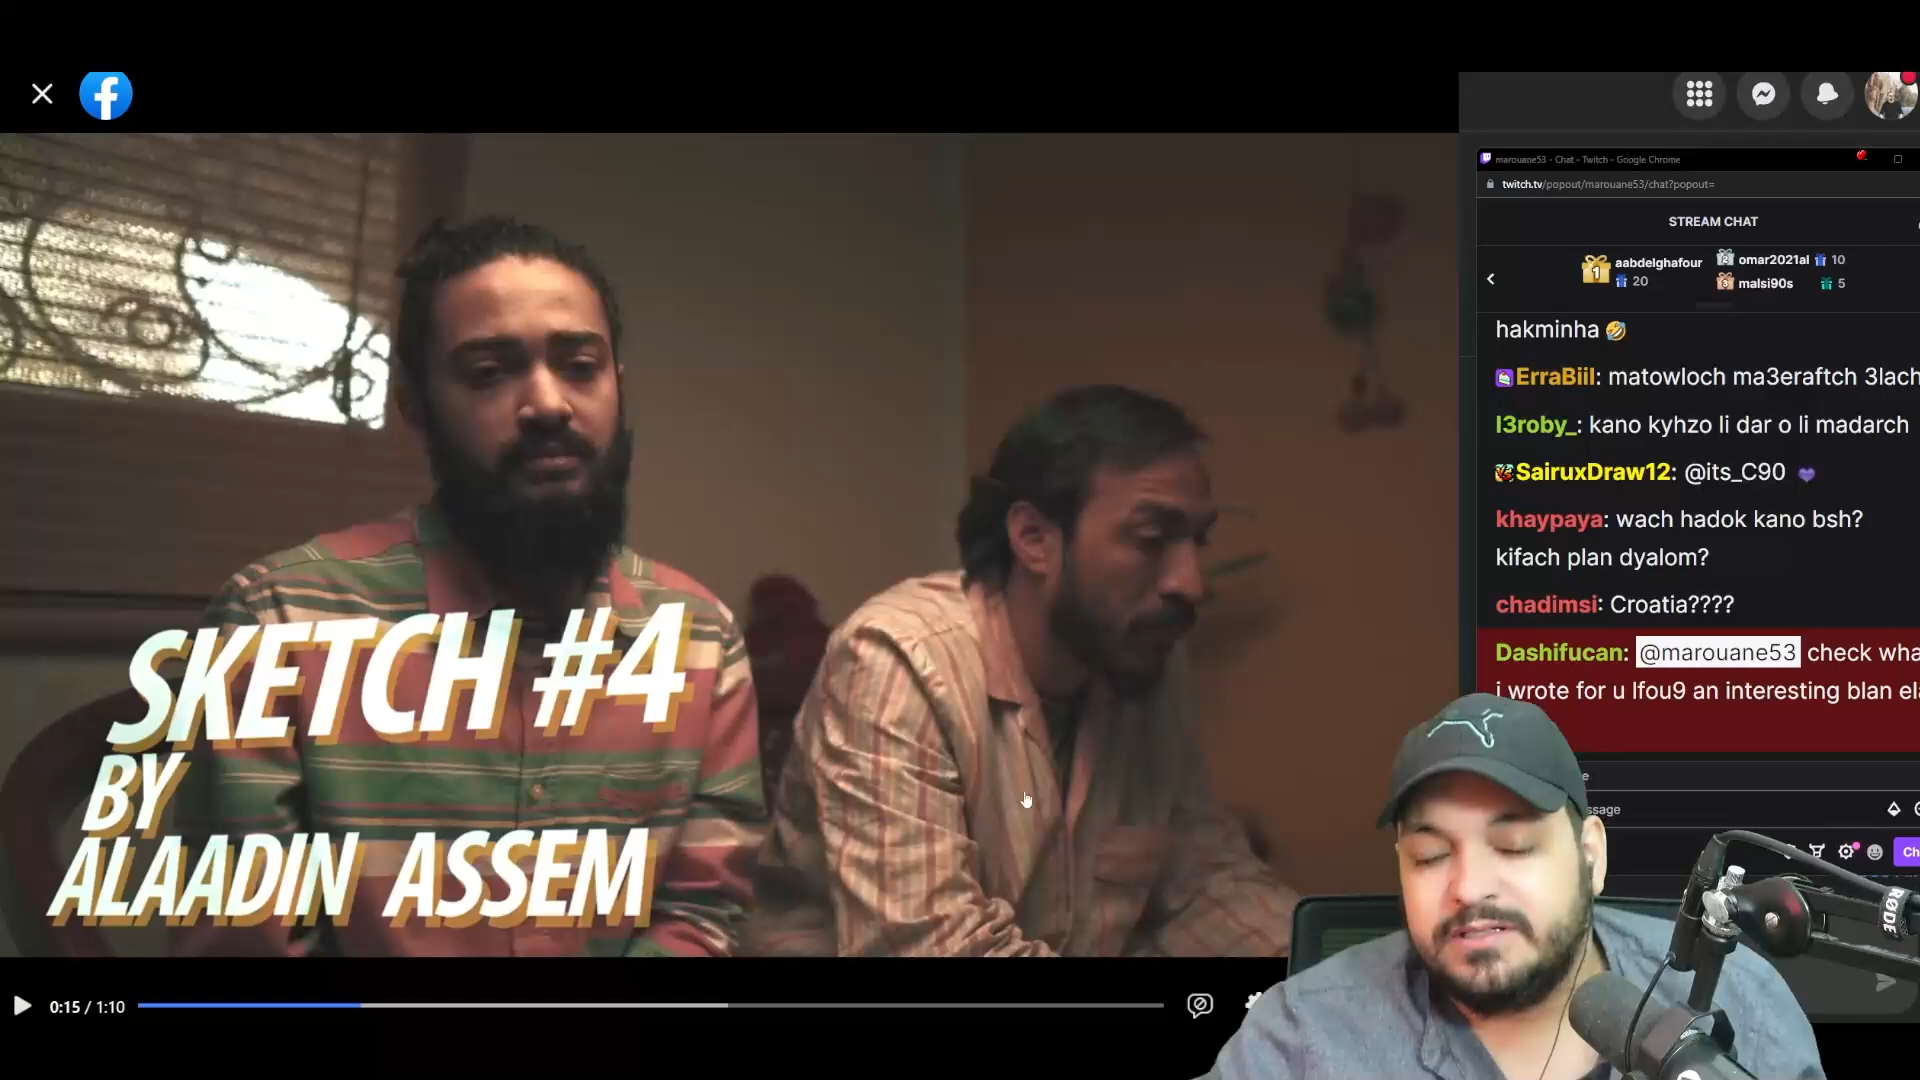 marouane53 - Chat - Twitch - Google Chrome
twitch.tv/popout/marouane53/chat?popout=
STREAM CHAT
1 aabdelghafour 20
omar2021al 10
malsi90s 5
hakminha 🤣
ErraBiil: matowloch ma3eraftch 3lach
l3roby_: kano kyhzo li dar o li madarch
SairuxDraw12: @its_C90 💜
khaypaya: wach hadok kano bsh?
kifach plan dyalom?
chadimsi: Croatia????
Dashifucan: @marouane53 check wha
i wrote for u lfou9 an interesting blan
SKETCH #4
BY
ALAADIN ASSEM
0:15 / 1:10
RØDE